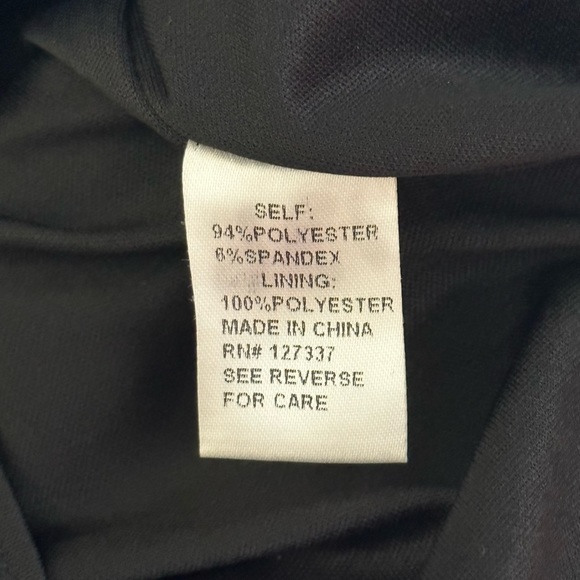 SELF:
94%POLYESTER
6%SPANDEX
LINING:
100%POLYESTER
MADE IN CHINA
RN# 127337
SEE REVERSE
FOR CARE